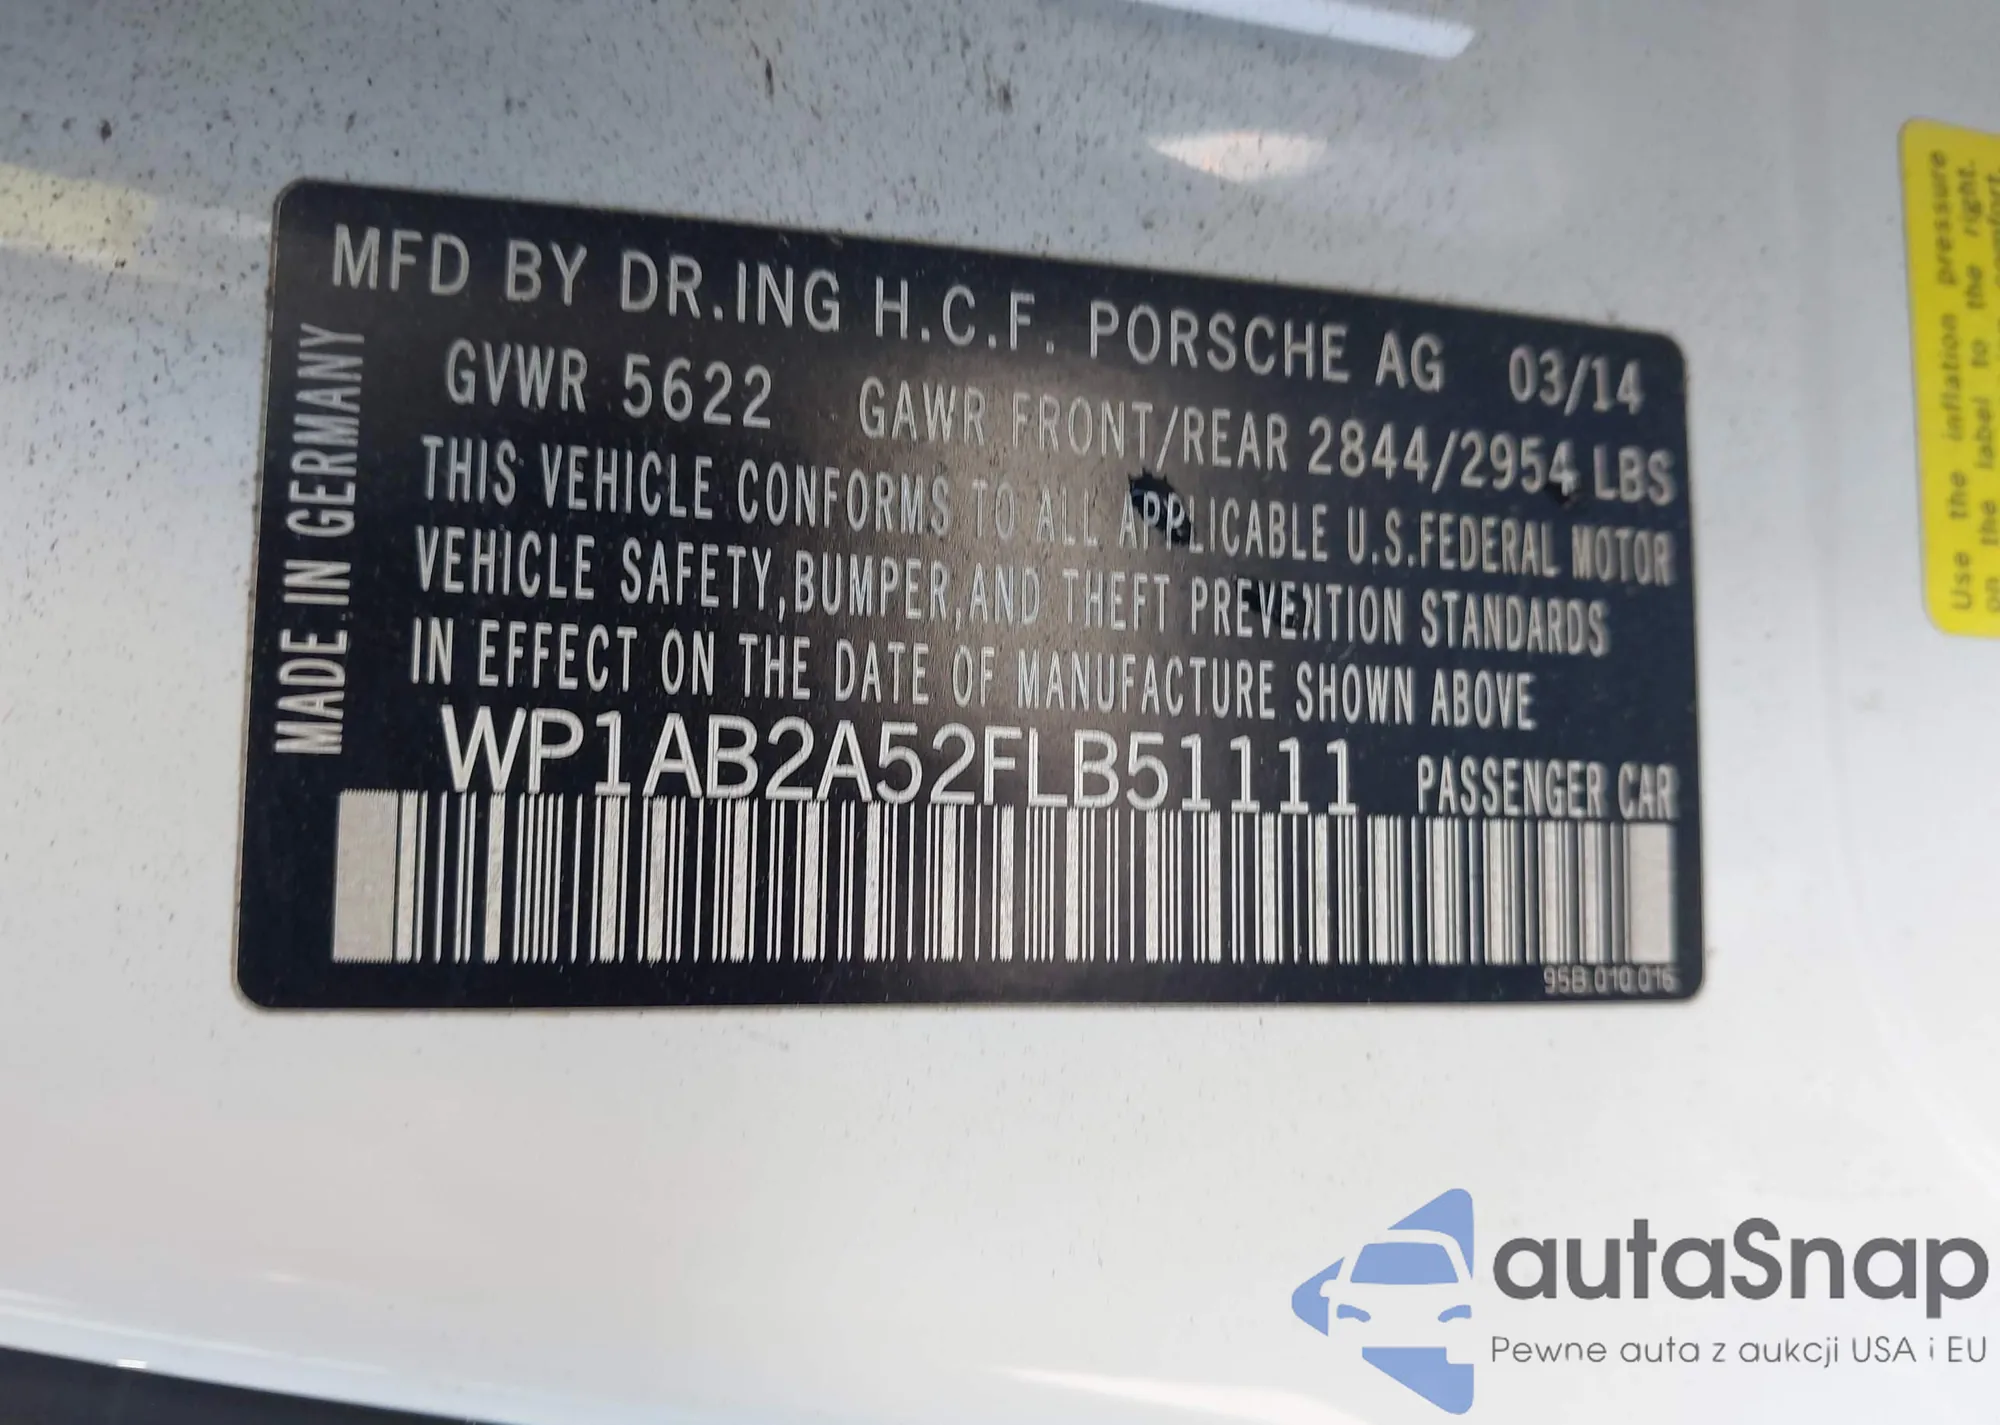 MFD BY DR.ING H.C.F. PORSCHE AG 03/14
GVWR 5622 GAWR FRONT/REAR 2844/2954 LBS
THIS VEHICLE CONFORMS TO ALL APPLICABLE U.S.FEDERAL MOTOR
VEHICLE SAFETY,BUMPER,AND THEFT PREVENTION STANDARDS
IN EFFECT ON THE DATE OF MANUFACTURE SHOWN ABOVE
WP1AB2A52FLB51111 PASSENGER CAR
95B.010.016
MADE IN GERMANY
Use the inflation pressure
on the label to the right.
comfort,
autaSnap
Pewne auta z aukcji USA i EU